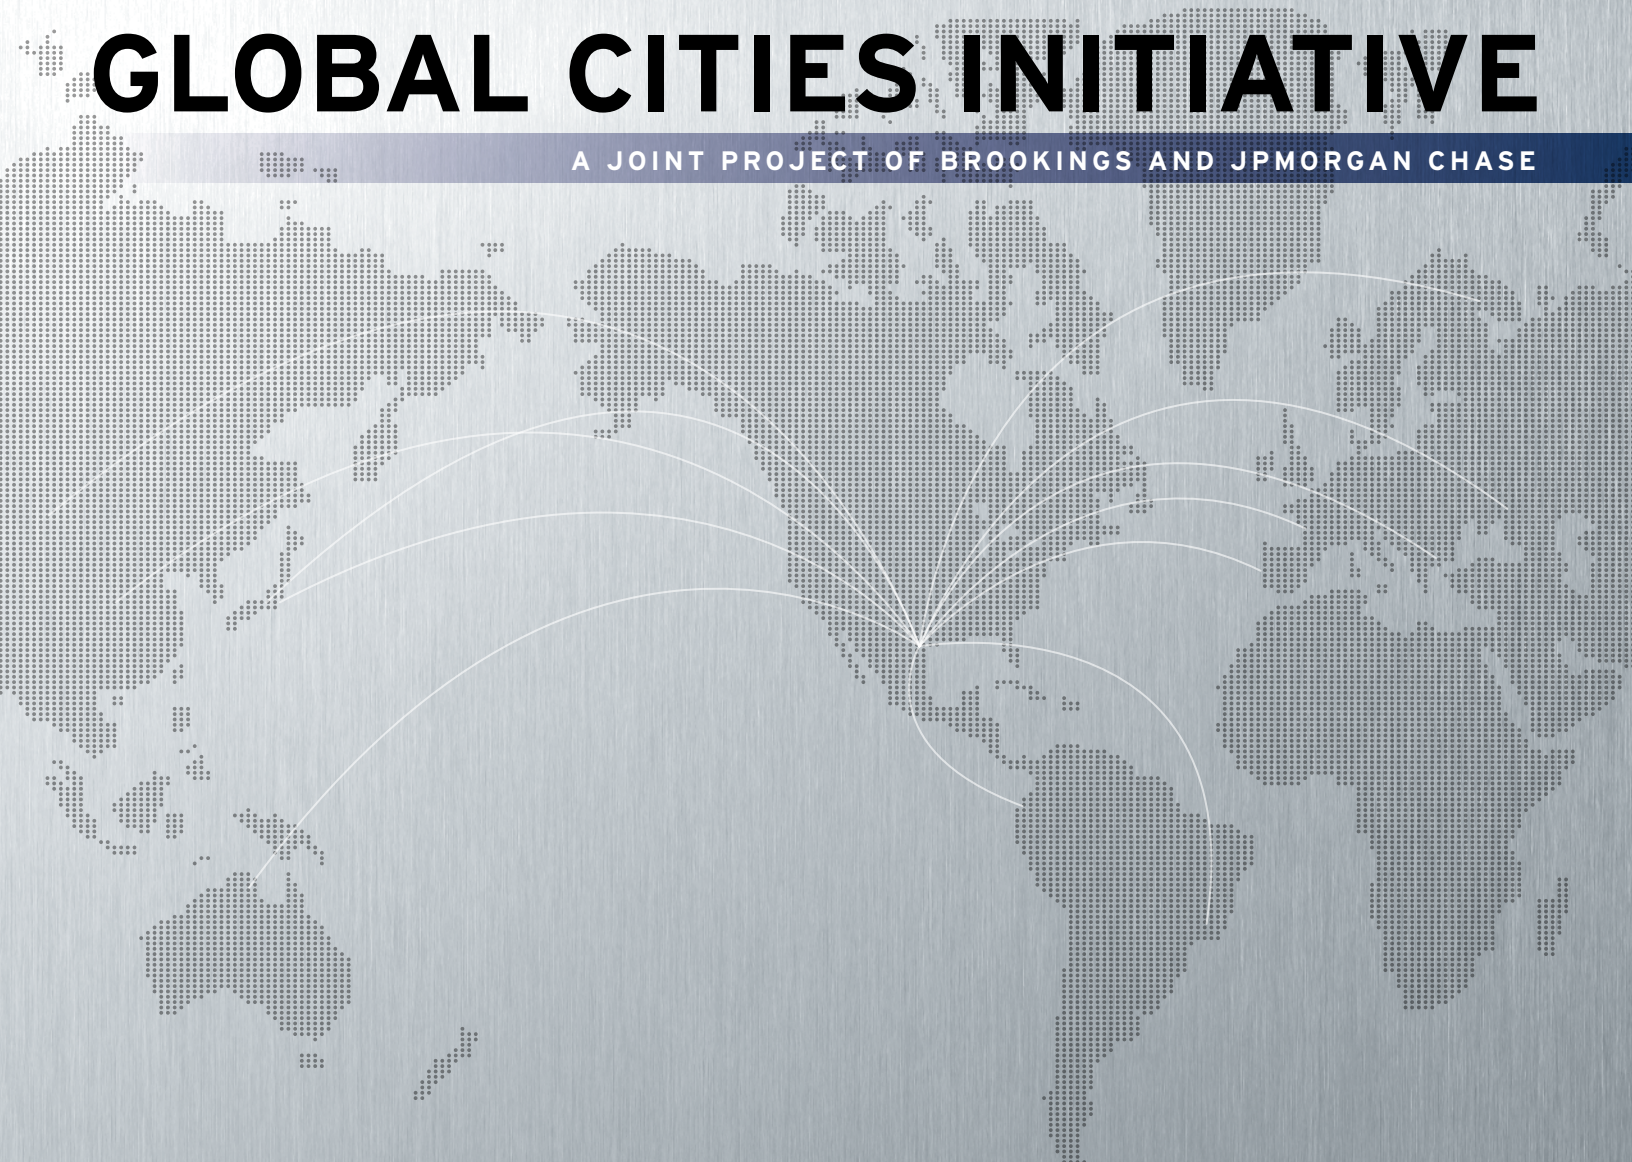 GLOBAL CITIES INITIATIVE
A JOINT PROJECT OF BROOKINGS AND JPMORGAN CHASE